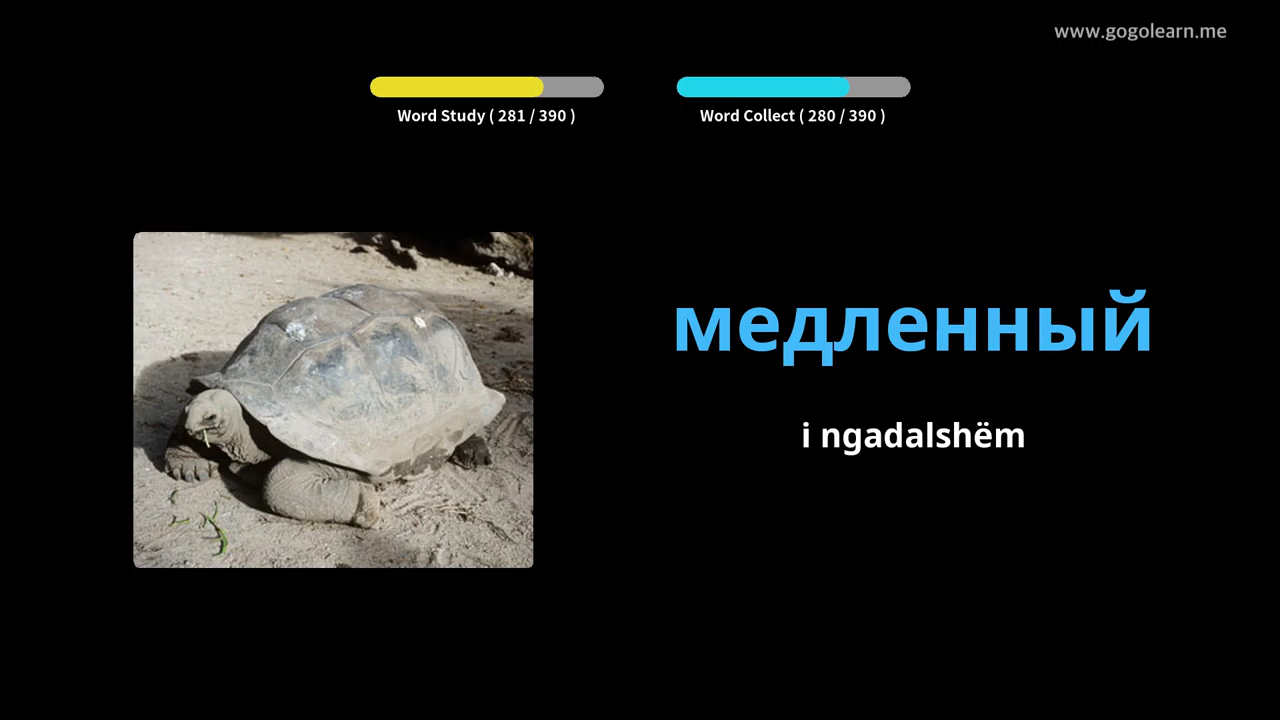 www.gogolearn.me
Word Study ( 281 / 390 )
Word Collect ( 280 / 390 )
медленный
i ngadalshëm